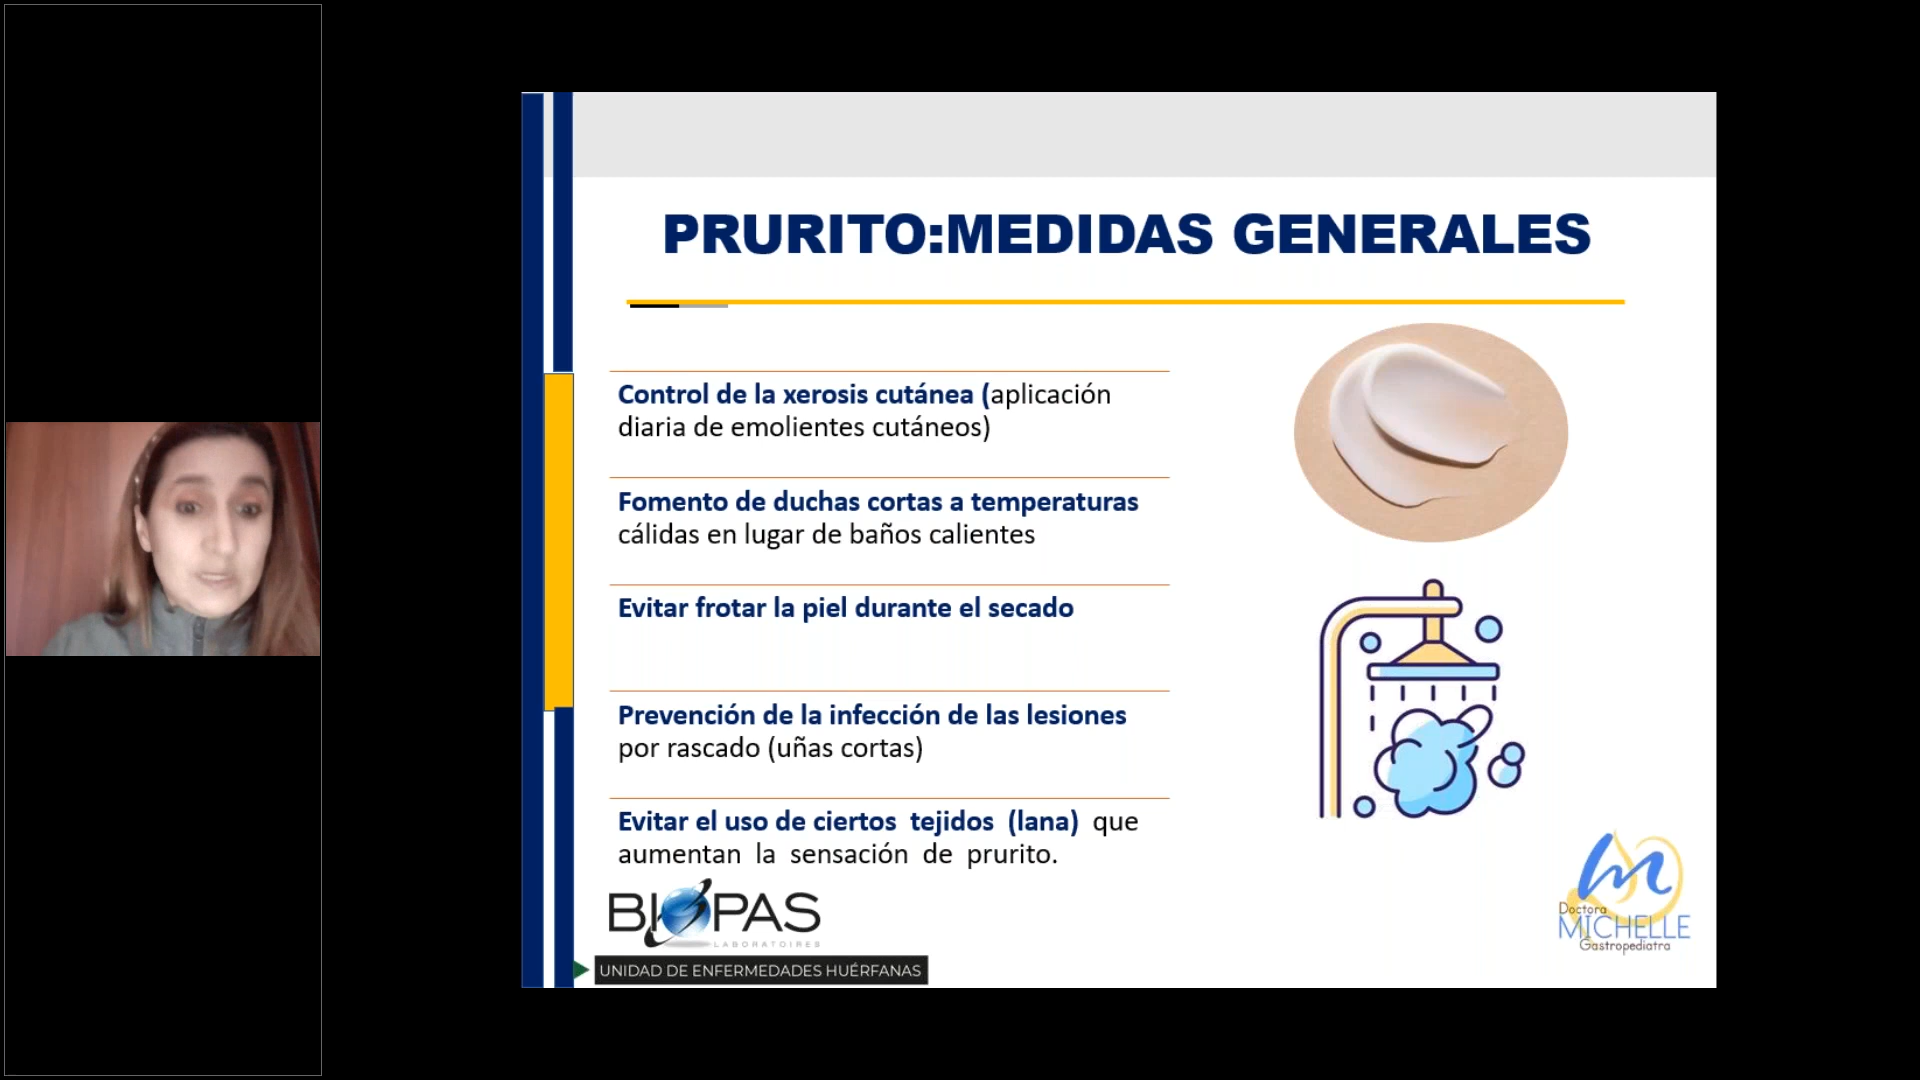 PRURITO:MEDIDAS GENERALES
Control de la xerosis cutánea (aplicación
diaria de emolientes cutáneos)
Fomento de duchas cortas a temperaturas
cálidas en lugar de baños calientes
Evitar frotar la piel durante el secado
Prevención de la infección de las lesiones
por rascado (uñas cortas)
Evitar el uso de ciertos tejidos (lana) que
aumentan la sensación de prurito.
BIOPAS
LABORATOIRES
UNIDAD DE ENFERMEDADES HUÉRFANAS
m
Doctora
MICHELLE
Gastropediatra